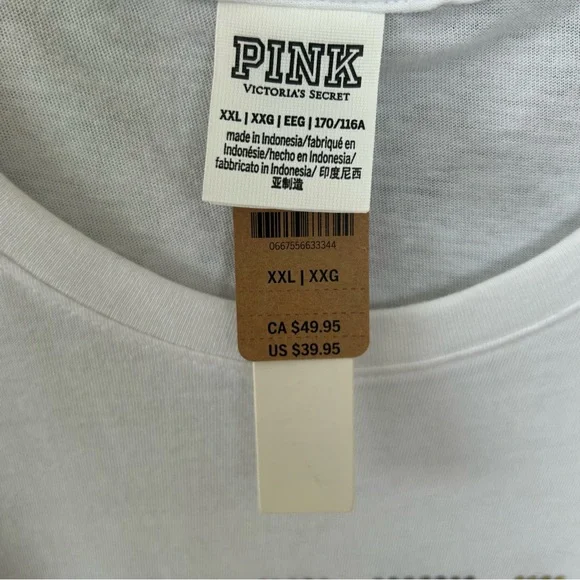 PINK
VICTORIA'S SECRET
XXL | XXG | EEG | 170/116A
made in Indonesia/fabriqué en
Indonésie/hecho en Indonesia/
fabbricato in Indonesia/ 印度尼西
亚制造
0667556633344
XXL | XXG
CA $49.95
US $39.95